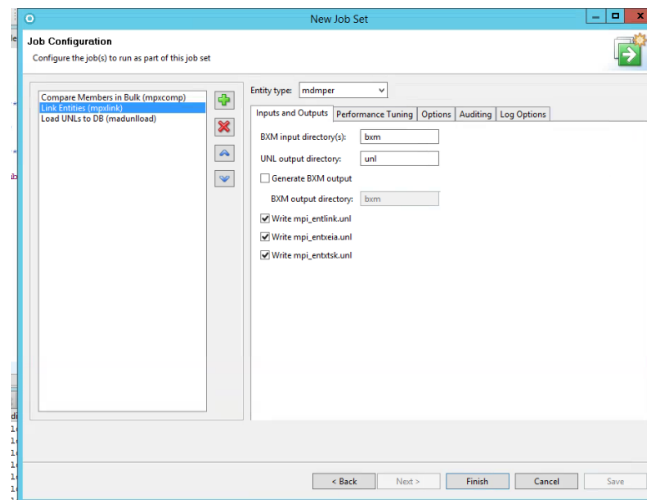 New Job Set
Job Configuration
Configure the job(s) to run as part of this job set
Compare Members in Bulk (mpxcomp)
Link Entities (mpxlink)
Load UNLs to DB (madunlload)
Entity type: mdmper
Inputs and Outputs Performance Tuning Options Auditing Log Options
BXM input directory(s): bxm
UNL output directory: unl
Generate BXM output
BXM output directory: bxm
Write mpi_entlink.unl
Write mpi_entxeia.unl
Write mpi_entxtsk.unl
< Back Next > Finish Cancel Save